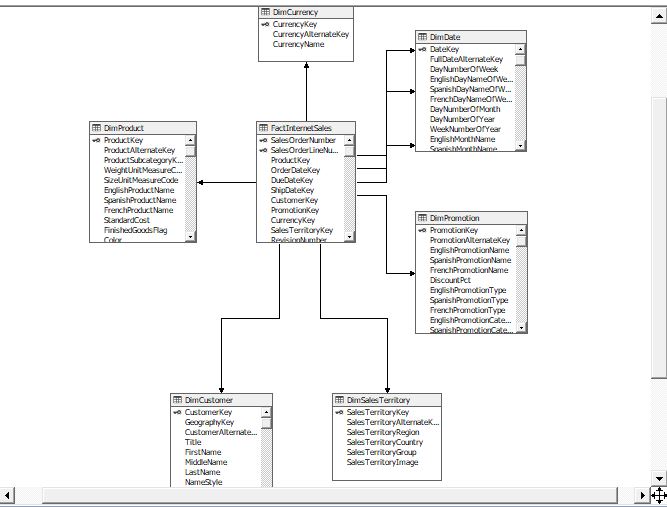 DimCurrency
CurrencyKey
CurrencyAlternateKey
CurrencyName
DimDate
DateKey
FullDateAlternateKey
DayNumberOfWeek
EnglishDayNameOfWe...
SpanishDayNameOfW...
FrenchDayNameOfWe...
DayNumberOfMonth
DayNumberOfYear
WeekNumberOfYear
EnglishMonthName
SpanishMonthName
DimProduct
ProductKey
ProductAlternateKey
ProductSubcategoryK...
WeightUnitMeasureC...
SizeUnitMeasureCode
EnglishProductName
SpanishProductName
FrenchProductName
StandardCost
FinishedGoodsFlag
Color
FactInternetSales
SalesOrderNumber
SalesOrderLineNu...
ProductKey
OrderDateKey
DueDateKey
ShipDateKey
CustomerKey
PromotionKey
CurrencyKey
SalesTerritoryKey
RevisionNumber
DimPromotion
PromotionKey
PromotionAlternateKey
EnglishPromotionName
SpanishPromotionName
FrenchPromotionName
DiscountPct
EnglishPromotionType
SpanishPromotionType
FrenchPromotionType
EnglishPromotionCate...
SpanishPromotionCate...
DimCustomer
CustomerKey
GeographyKey
CustomerAlternate...
Title
FirstName
MiddleName
LastName
NameStyle
DimSalesTerritory
SalesTerritoryKey
SalesTerritoryAlternateK...
SalesTerritoryRegion
SalesTerritoryCountry
SalesTerritoryGroup
SalesTerritoryImage